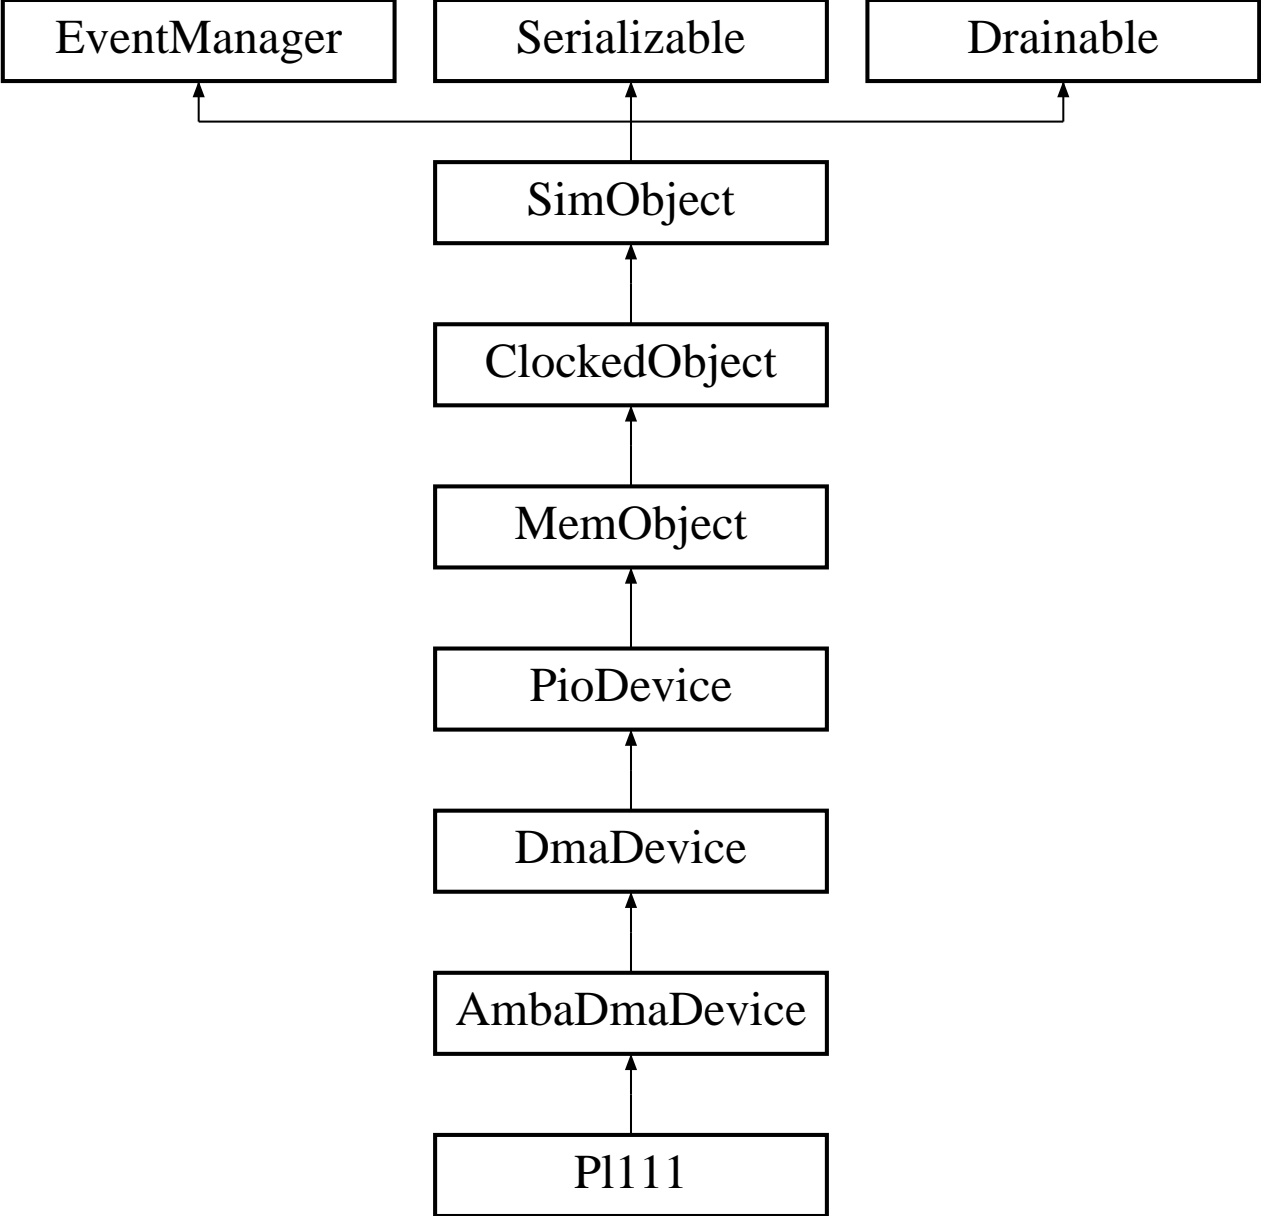 EventManager Serializable Drainable
SimObject
ClockedObject
MemObject
PioDevice
DmaDevice
AmbaDmaDevice
Pl111